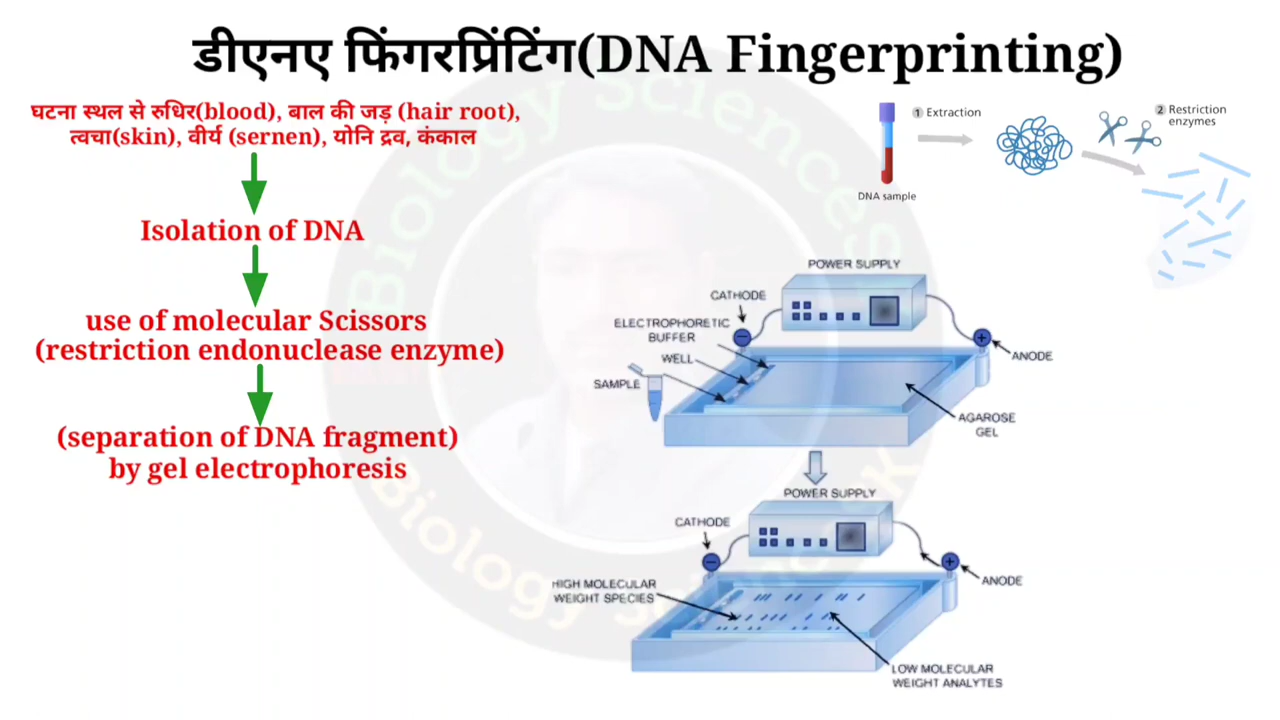 डीएनए फिंगरप्रिंटिंग(DNA Fingerprinting)
घटना स्थल से रुधिर(blood), बाल की जड़ (hair root),
त्वचा(skin), वीर्य (sernen), योनि द्रव, कंकाल
Isolation of DNA
use of molecular Scissors
(restriction endonuclease enzyme)
(separation of DNA fragment)
by gel electrophoresis
1 Extraction
2 Restriction
enzymes
DNA sample
POWER SUPPLY
CATHODE
ELECTROPHORETIC
BUFFER
WELL
SAMPLE
ANODE
AGAROSE
GEL
POWER SUPPLY
CATHODE
ANODE
HIGH MOLECULAR
WEIGHT SPECIES
LOW MOLECULAR
WEIGHT ANALYTES
Biology Sciences
Biology